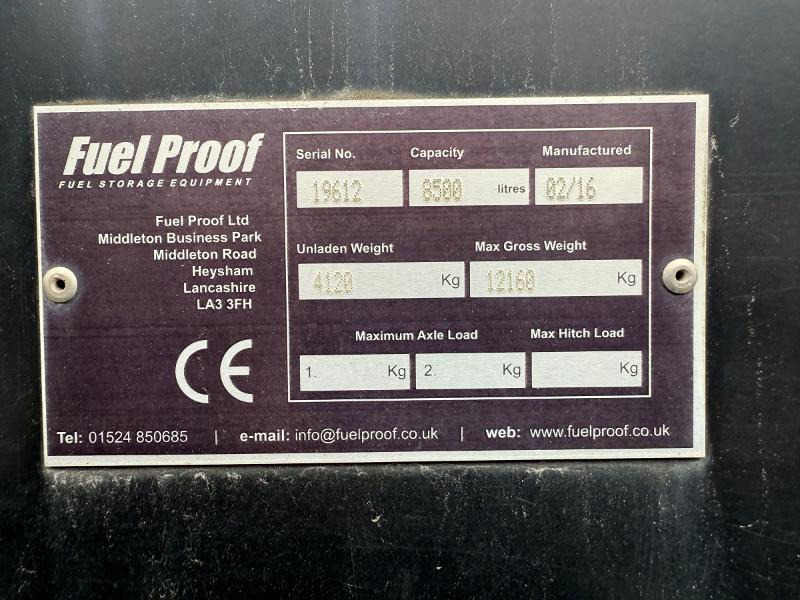 Fuel Proof
FUEL STORAGE EQUIPMENT
Fuel Proof Ltd
Middleton Business Park
Middleton Road
Heysham
Lancashire
LA3 3FH
CE
Serial No. Capacity Manufactured
19612 8500 litres 02/16
Unladen Weight Max Gross Weight
4120 Kg 12160 Kg
Maximum Axle Load Max Hitch Load
1. Kg 2. Kg Kg
Tel: 01524 850685 | e-mail: info@fuelproof.co.uk | web: www.fuelproof.co.uk